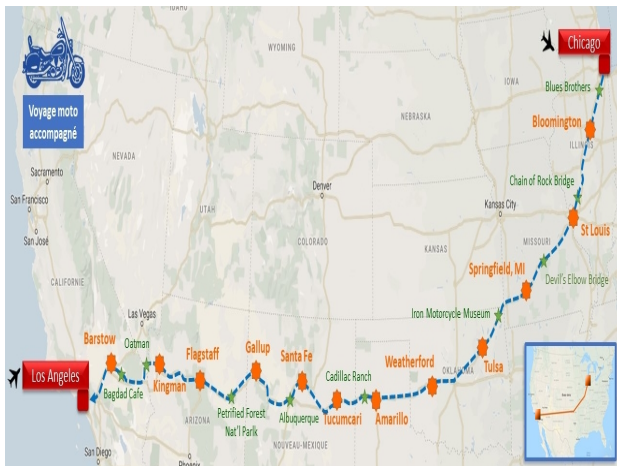 IDAHO
WYOMING
Chicago
Voyage moto
accompagné
IOWA
Blues Brothers
NEBRASKA
Bloomington
ILLINOIS
NEVADA
Sacramento
Denver
Chain of Rock Bridge
San Francisco
UTAH
Kansas City
San José
COLORADO
KANSAS
MISSOURI
St Louis
Springfield, MI
Devil's Elbow Bridge
CALIFORNIE
Las Vegas
Iron Motorcycle Museum
Barstow
Oatman
Flagstaff
Gallup
Santa Fe
Cadillac Ranch
Weatherford
Tulsa
Los Angeles
Kingman
OKLAHOMA
Bagdad Cafe
Petrified Forest
Nat'l Park
Albuquerque
Tucumcari
Amarillo
ARIZONA
NOUVEAU-MEXIQUE
San Diego
Phoenix